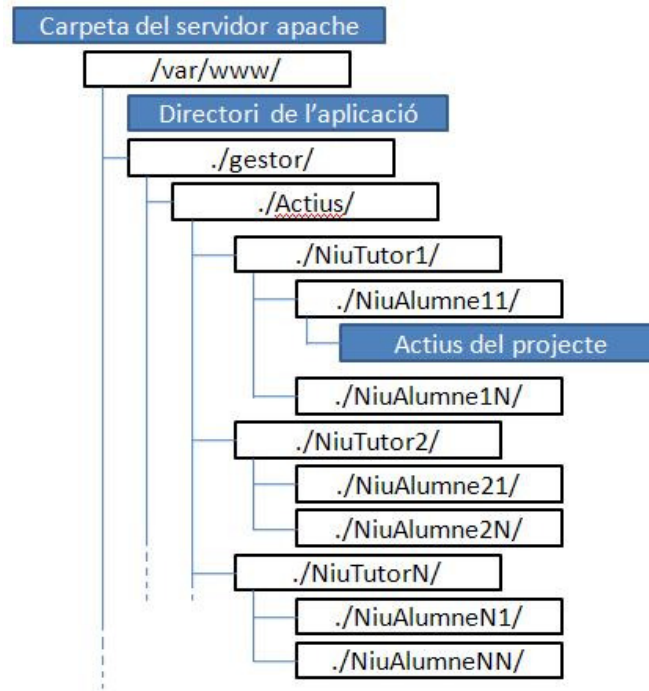 Carpeta del servidor apache
/var/www/
Directori de l'aplicació
./gestor/
./Actius/
./NiuTutor1/
./NiuAlumne11/
Actius del projecte
./NiuAlumne1N/
./NiuTutor2/
./NiuAlumne21/
./NiuAlumne2N/
./NiuTutorN/
./NiuAlumneN1/
./NiuAlumneNN/